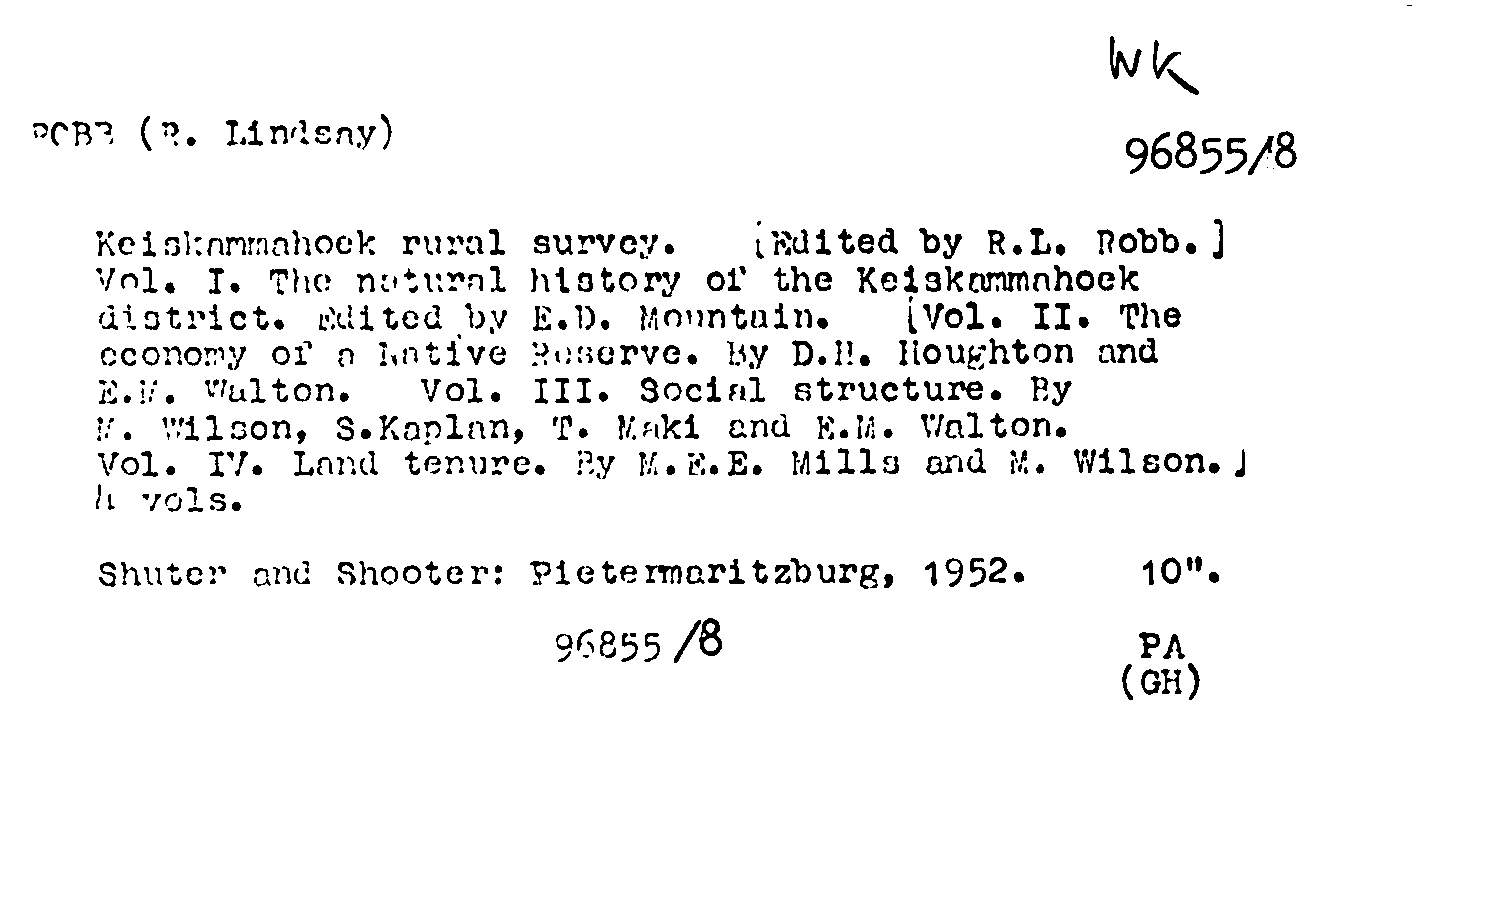 WK
ROBB (R. Lindsay)
96855/8
Keiskammahoek rural survey. [Edited by R.L. Robb.]
Vol. I. The natural history of the Keiskammahoek
district. Edited by E.D. Mountain. [Vol. II. The
economy of a Native Reserve. By D.H. Houghton and
E.M. Walton. Vol. III. Social structure. By
M. Wilson, S.Kaplan, T. Maki and E.M. Walton.
Vol. IV. Land tenure. By M.E.E. Mills and M. Wilson.]
4 vols.
Shuter and Shooter: Pietermaritzburg, 1952. 10".
96855/8
PA
(GH)